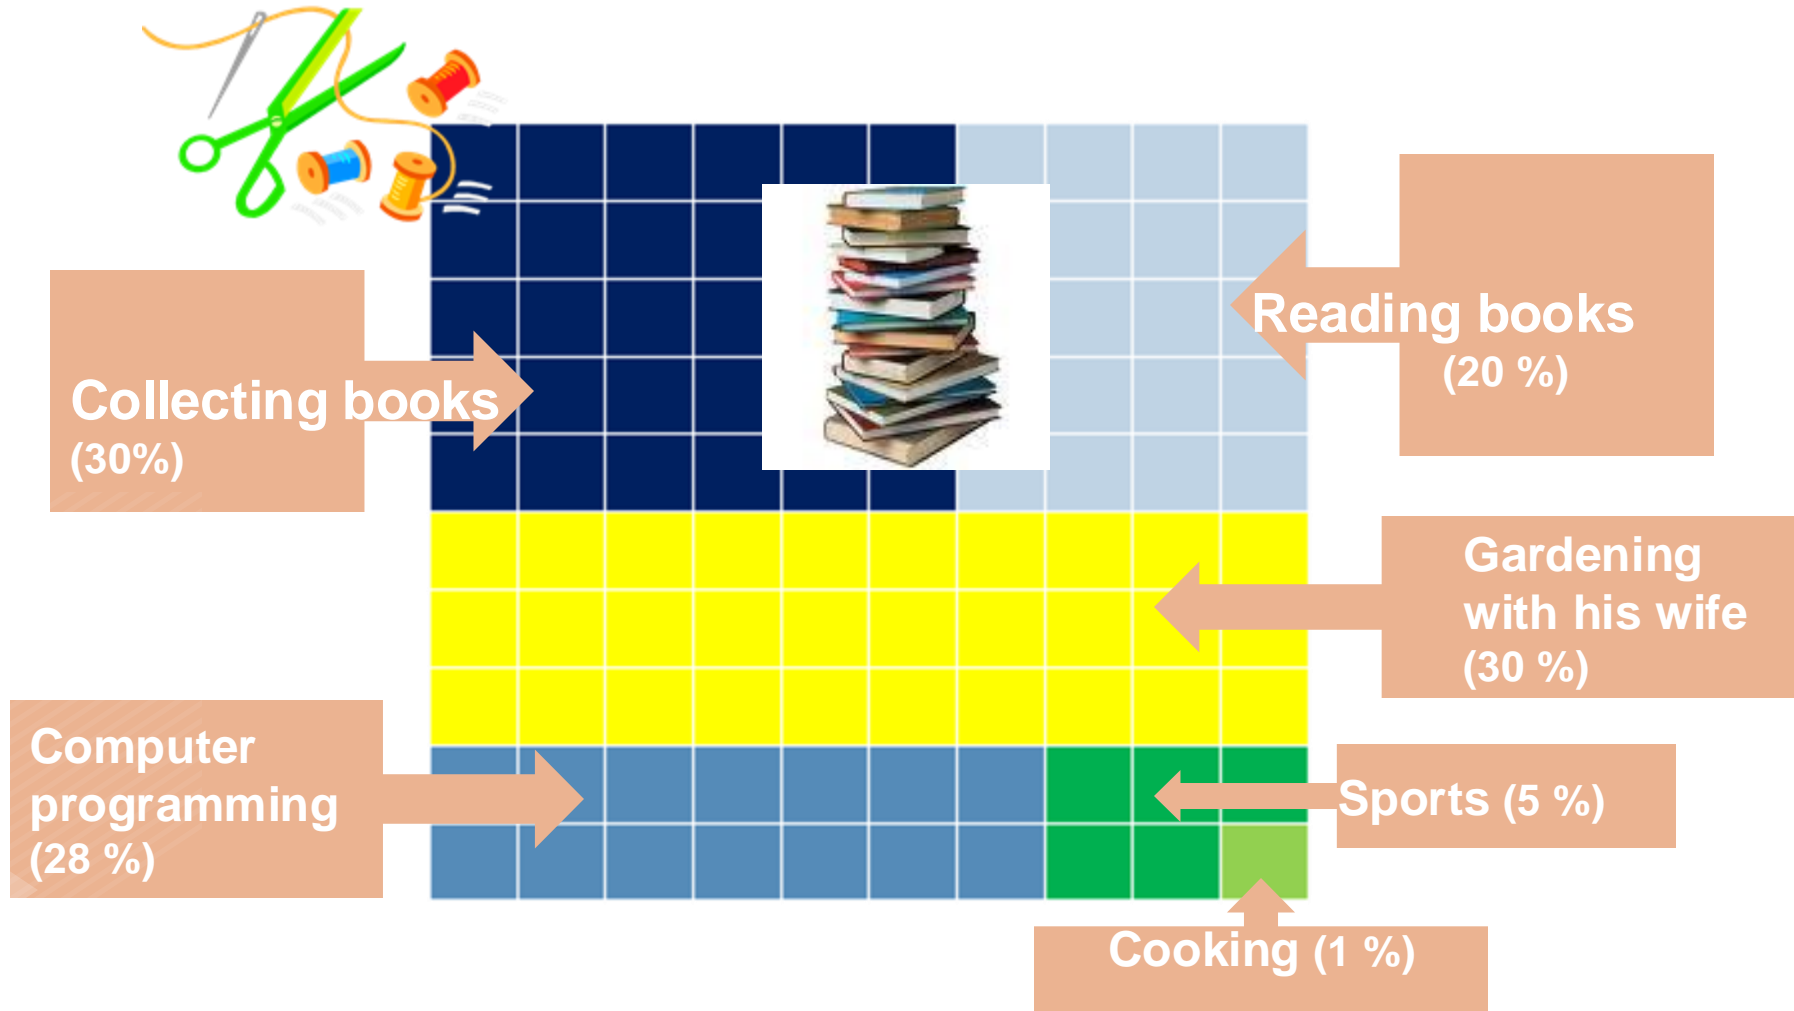 Reading books
(20 %)
Collecting books
(30%)
Gardening
with his wife
(30 %)
Computer
programming
(28 %)
Sports (5 %)
Cooking (1 %)